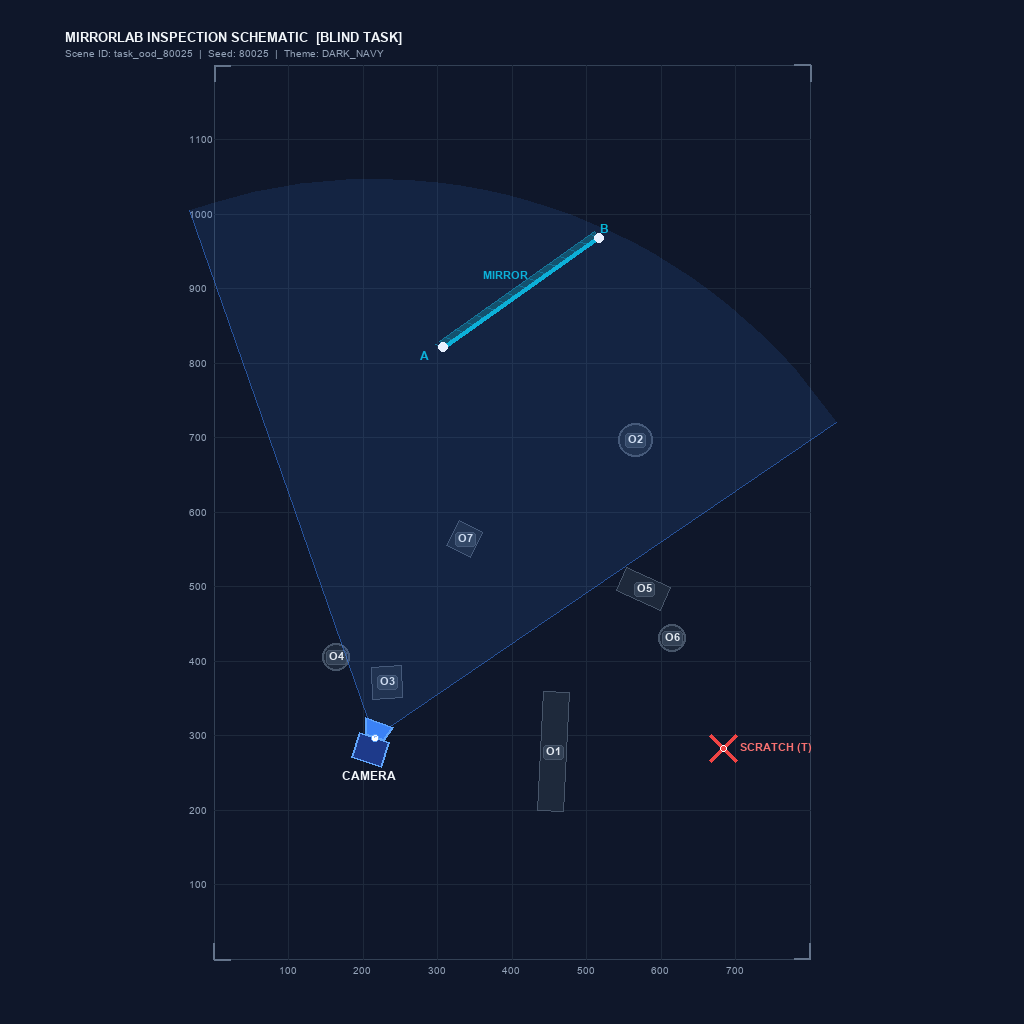 MIRRORLAB INSPECTION SCHEMATIC  [BLIND TASK]
Scene ID: task_ood_80025  |  Seed: 80025  |  Theme: DARK_NAVY
1100
1000
B
MIRROR
900
A
800
O2
700
600
O7
500
O5
O6
O4
400
O3
300
SCRATCH (T)
O1
CAMERA
200
100
100 200 300 400 500 600 700